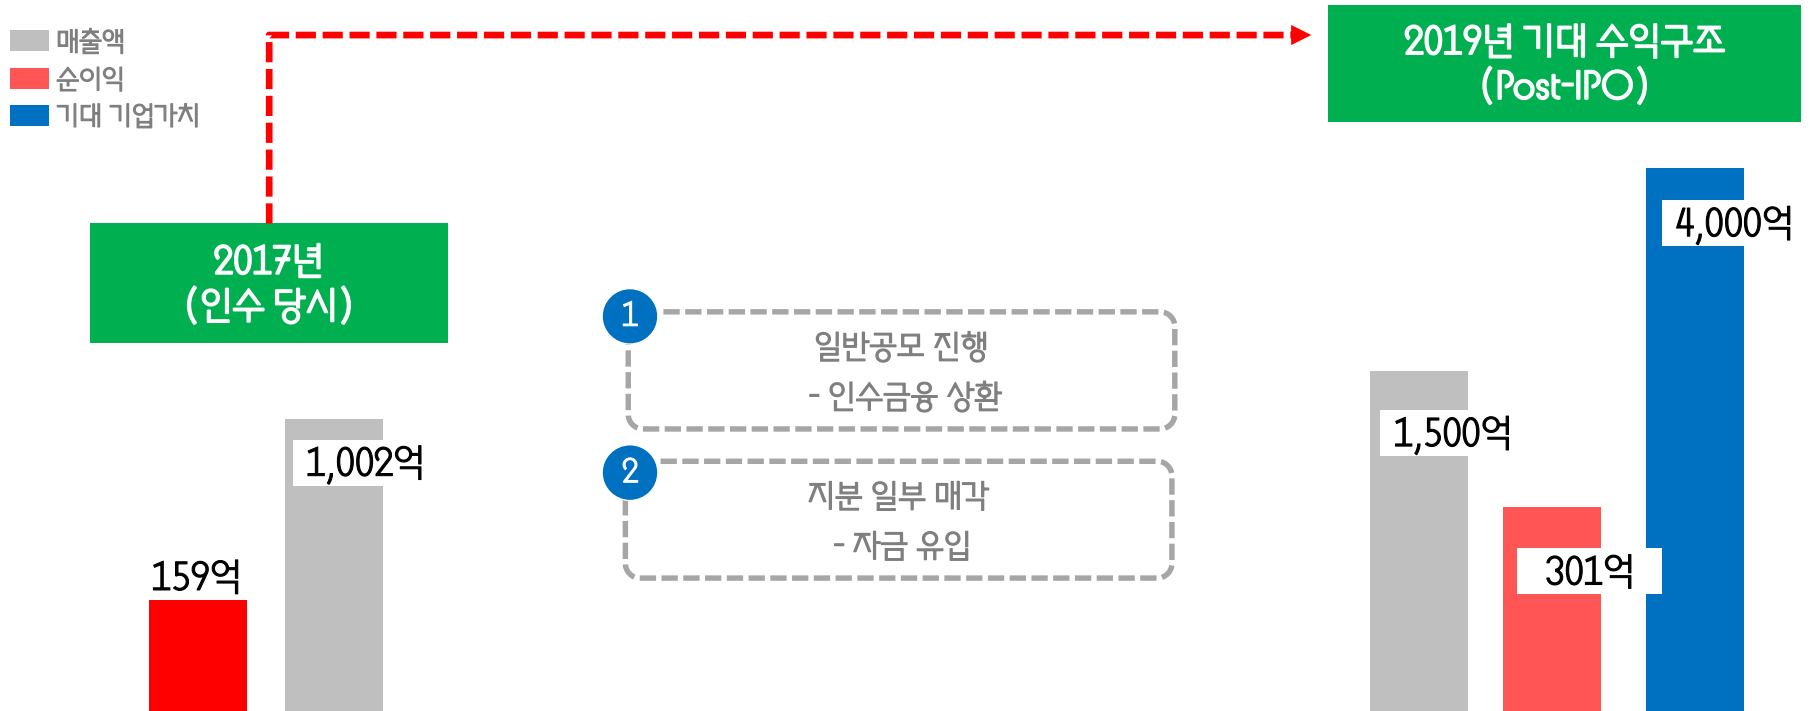 매출액
순이익
기대 기업가치
2019년 기대 수익구조
(Post-IPO)
2017년
(인수 당시)
4,000억
1
일반공모 진행
- 인수금융 상환
1,500억
1,002억
2
지분 일부 매각
- 자금 유입
159억
301억